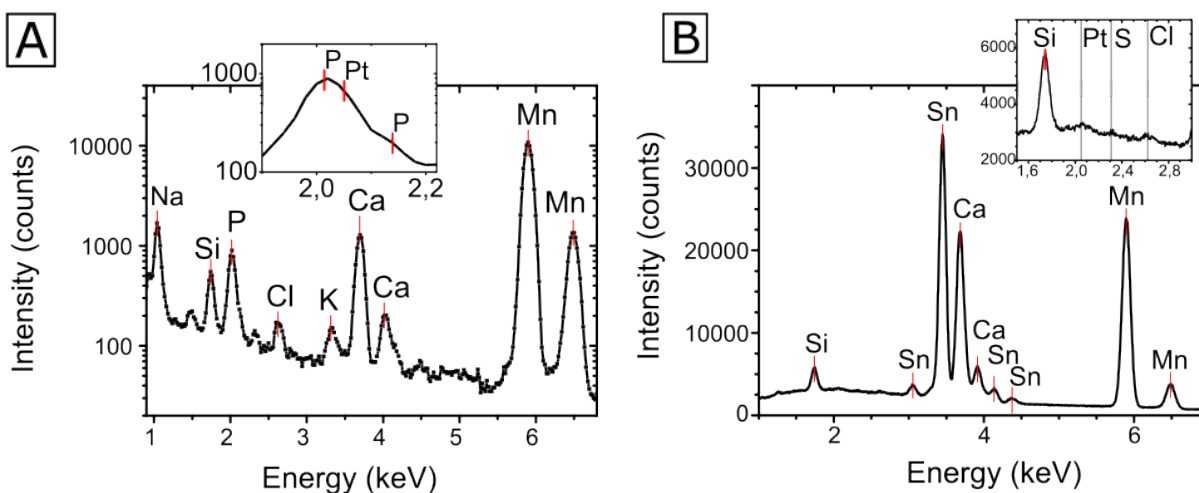 A
Intensity (counts)
10000
1000
100
1000
100
P
Pt
P
2,0
2,2
Na
Si
P
Cl
K
Ca
Ca
Mn
Mn
1
2
3
4
5
6
Energy (keV)
B
Intensity (counts)
30000
20000
10000
0
Si
Sn
Sn
Ca
Ca
Sn
Sn
Mn
Mn
6000
4000
2000
Si
Pt
S
Cl
1,6
2,0
2,4
2,8
2
4
6
Energy (keV)